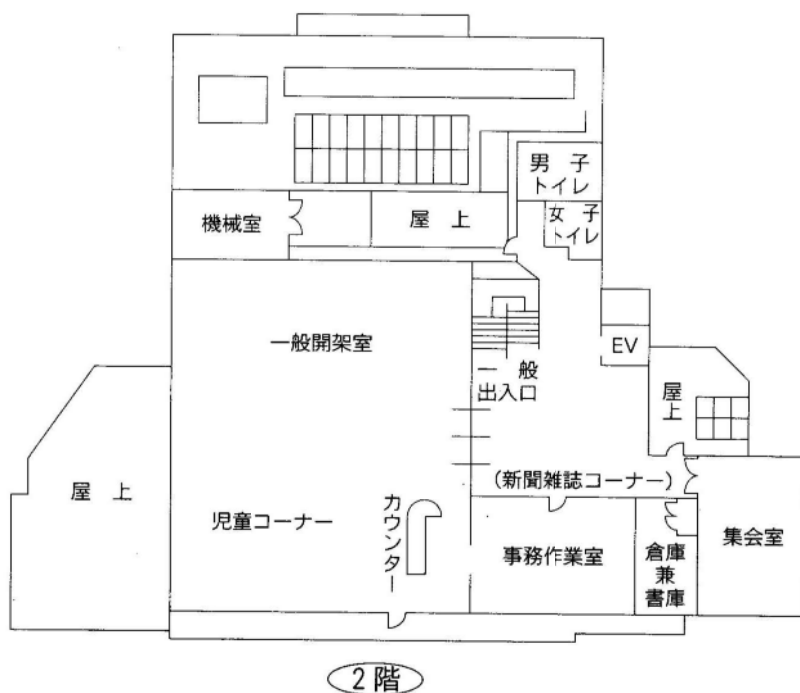 男子
トイレ
女子
トイレ
機械室
屋上
一般開架室
EV
一般
出入口
屋上
(新聞雑誌コーナー)
屋上
児童コーナー
カウンター
事務作業室
倉庫
兼
書庫
集会室
2階